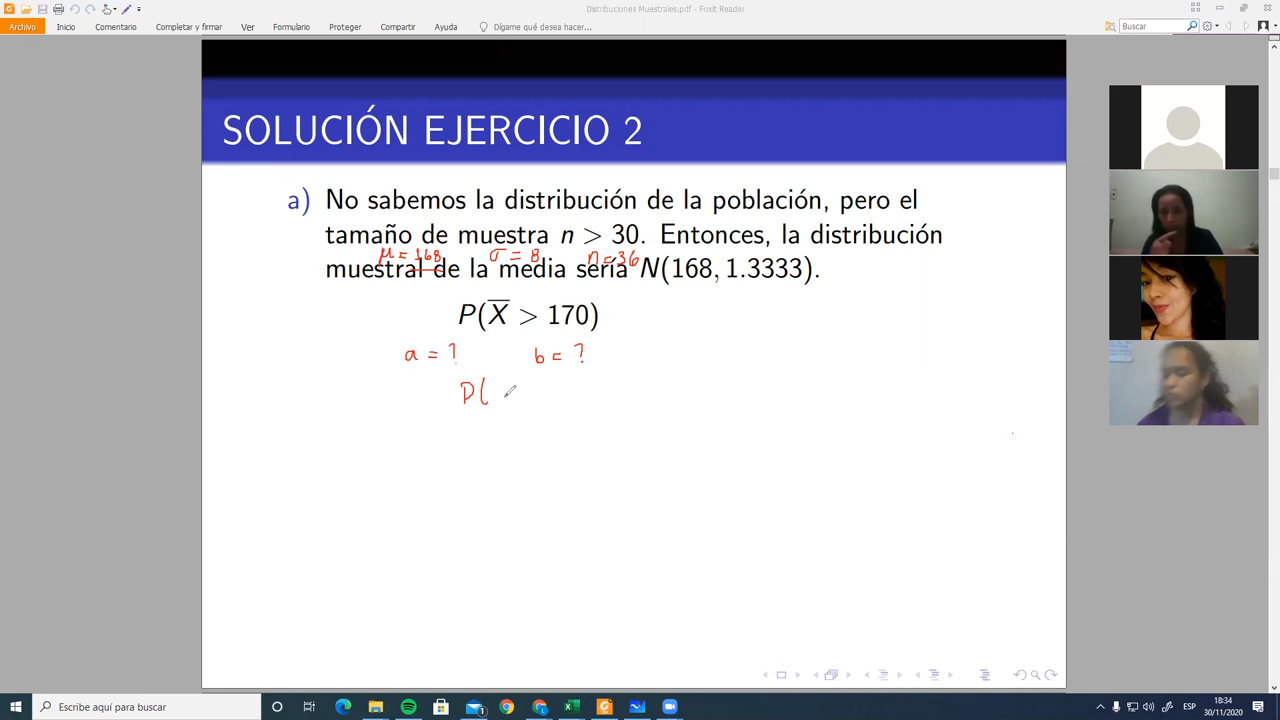 Distribuciones Muestrales.pdf - Foxit Reader
Archivo Inicio Comentario Completar y firmar Ver Formulario Proteger Compartir Ayuda Dígame qué desea hacer... Buscar
SOLUCIÓN EJERCICIO 2
a) No sabemos la distribución de la población, pero el
tamaño de muestra n > 30. Entonces, la distribución
μ = 168 σ = 8 n = 36
muestral de la media sería N(168, 1.3333).
P(X̅ > 170)
a = ? b = ?
P(
Escribe aquí para buscar
ESP
18:34
30/11/2020